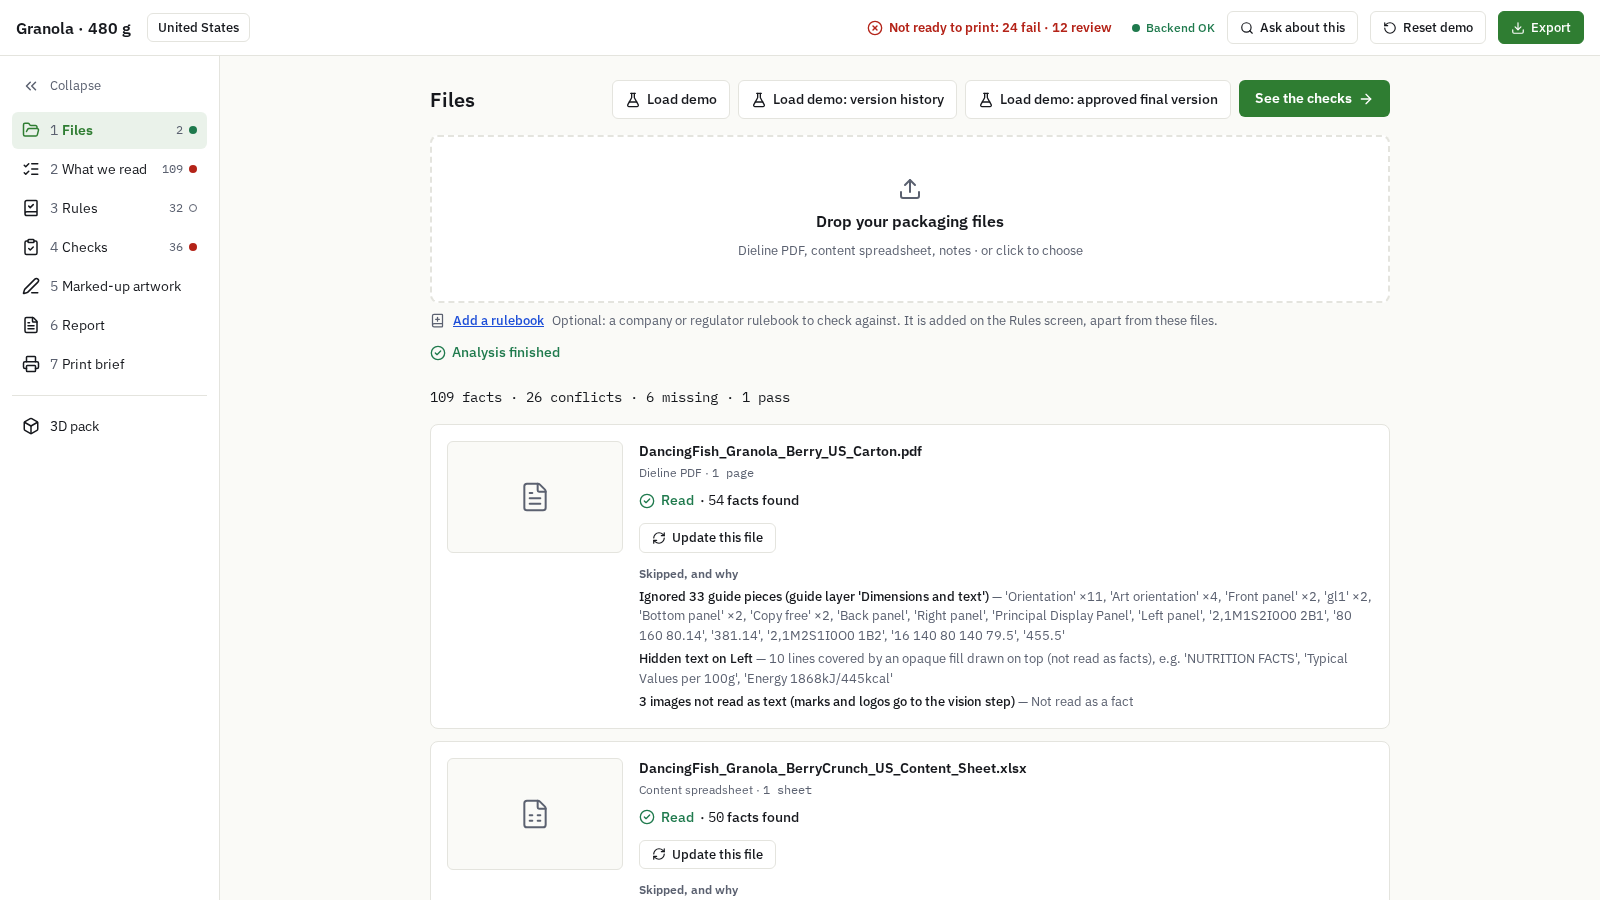 Granola · 480 g
United States
Not ready to print: 24 fail · 12 review
Backend OK
Ask about this
Reset demo
Export
Collapse
1 Files 2
2 What we read 109
3 Rules 32
4 Checks 36
5 Marked-up artwork
6 Report
7 Print brief
3D pack
Files
Load demo
Load demo: version history
Load demo: approved final version
See the checks
Drop your packaging files
Dieline PDF, content spreadsheet, notes · or click to choose
Add a rulebook Optional: a company or regulator rulebook to check against. It is added on the Rules screen, apart from these files.
Analysis finished
109 facts · 26 conflicts · 6 missing · 1 pass
DancingFish_Granola_Berry_US_Carton.pdf
Dieline PDF · 1 page
Read · 54 facts found
Update this file
Skipped, and why
Ignored 33 guide pieces (guide layer 'Dimensions and text') — 'Orientation' ×11, 'Art orientation' ×4, 'Front panel' ×2, 'gl1' ×2,
'Bottom panel' ×2, 'Copy free' ×2, 'Back panel', 'Right panel', 'Principal Display Panel', 'Left panel', '2,1M1S2I0O0 2B1', '80
160 80.14', '381.14', '2,1M2S1I0O0 1B2', '16 140 80 140 79.5', '455.5'
Hidden text on Left — 10 lines covered by an opaque fill drawn on top (not read as facts), e.g. 'NUTRITION FACTS', 'Typical
Values per 100g', 'Energy 1868kJ/445kcal'
3 images not read as text (marks and logos go to the vision step) — Not read as a fact
DancingFish_Granola_BerryCrunch_US_Content_Sheet.xlsx
Content spreadsheet · 1 sheet
Read · 50 facts found
Update this file
Skipped, and why